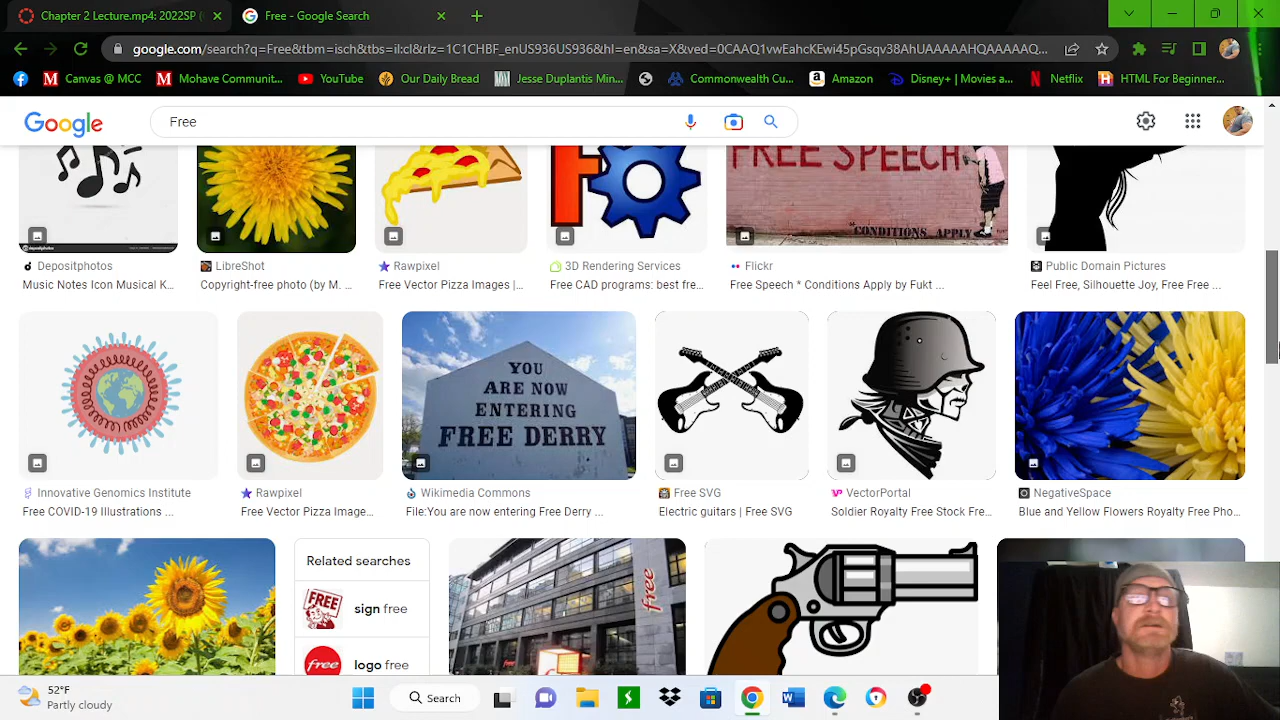 Chapter 2 Lecture.mp4: 2022SP (
Free - Google Search
google.com/search?q=Free&tbm=isch&tbs=il:cl&rlz=1C1CHBF_enUS936US936&hl=en&sa=X&ved=0CAAQ1vwEahcKEwi45pGsqv38AhUAAAAAHQAAAAAQ...
Canvas @ MCC
Mohave Communit...
YouTube
Our Daily Bread
Jesse Duplantis Min...
Commonwealth Cu...
Amazon
Disney+ | Movies a...
Netflix
HTML For Beginner...
Google
Free
FREE SPEECH
*CONDITIONS APPLY
Depositphotos
Music Notes Icon Musical K...
LibreShot
Copyright-free photo (by M. ...
Rawpixel
Free Vector Pizza Images |...
3D Rendering Services
Free CAD programs: best fre...
Flickr
Free Speech * Conditions Apply by Fukt ...
Public Domain Pictures
Feel Free, Silhouette Joy, Free Free ...
YOU
ARE NOW
ENTERING
FREE DERRY
Innovative Genomics Institute
Free COVID-19 Illustrations ...
Rawpixel
Free Vector Pizza Image...
Wikimedia Commons
File:You are now entering Free Derry ...
Free SVG
Electric guitars | Free SVG
VectorPortal
Soldier Royalty Free Stock Fre...
NegativeSpace
Blue and Yellow Flowers Royalty Free Pho...
Related searches
FREE
sign free
free
logo free
free
52°F
Partly cloudy
Search